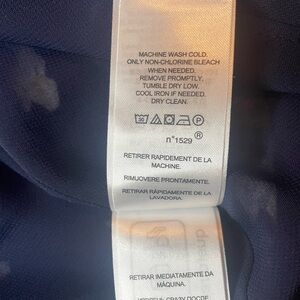 MACHINE WASH COLD.
ONLY NON-CHLORINE BLEACH
WHEN NEEDED.
REMOVE PROMPTLY.
TUMBLE DRY LOW.
COOL IRON IF NEEDED.
DRY CLEAN.
n°1529 ®
RETIRER RAPIDEMENT DE LA
MACHINE.
RIMUOVERE PRONTAMENTE.
RETIRAR RÁPIDAMENTE DE LA
LAVADORA.
RETIRAR IMEDIATAMENTE DA
MÁQUINA.